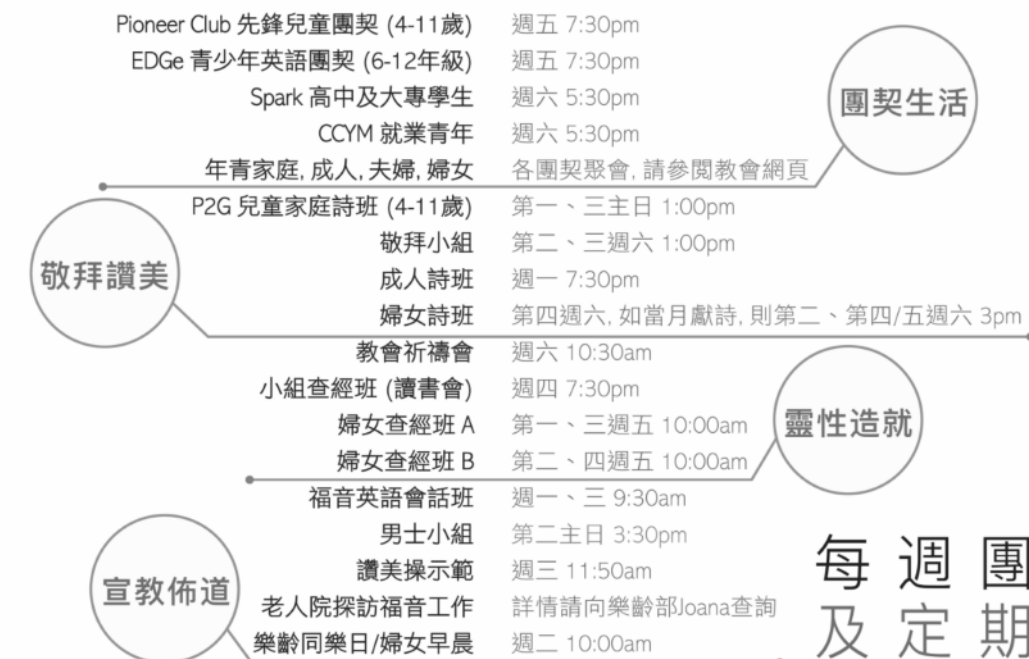 Pioneer Club 先鋒兒童團契 (4-11歲) 週五 7:30pm
EDGe 青少年英語團契 (6-12年級) 週五 7:30pm
Spark 高中及大專學生 週六 5:30pm
CCYM 就業青年 週六 5:30pm
年青家庭, 成人, 夫婦, 婦女 各團契聚會, 請參閱教會網頁
團契生活
P2G 兒童家庭詩班 (4-11歲) 第一、三主日 1:00pm
敬拜小組 第二、三週六 1:00pm
成人詩班 週一 7:30pm
婦女詩班 第四週六, 如當月獻詩, 則第二、第四/五週六 3pm
敬拜讚美
教會祈禱會 週六 10:30am
小組查經班 (讀書會) 週四 7:30pm
婦女查經班 A 第一、三週五 10:00am
婦女查經班 B 第二、四週五 10:00am
靈性造就
福音英語會話班 週一、三 9:30am
男士小組 第二主日 3:30pm
讚美操示範 週三 11:50am
老人院探訪福音工作 詳情請向樂齡部Joana查詢
樂齡同樂日/婦女早晨 週二 10:00am
宣教佈道
每週團
及定期